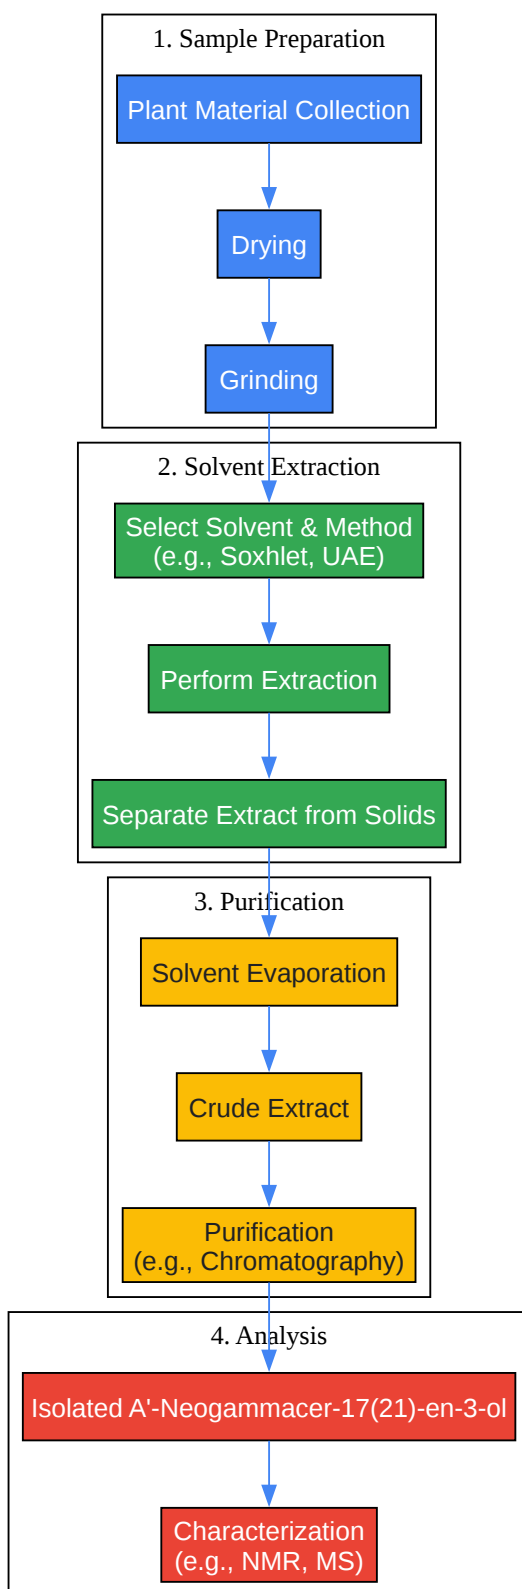 1. Sample Preparation
Plant Material Collection
Drying
Grinding
2. Solvent Extraction
Select Solvent & Method
(e.g., Soxhlet, UAE)
Perform Extraction
Separate Extract from Solids
3. Purification
Solvent Evaporation
Crude Extract
Purification
(e.g., Chromatography)
4. Analysis
Isolated A'-Neogammacer-17(21)-en-3-ol
Characterization
(e.g., NMR, MS)